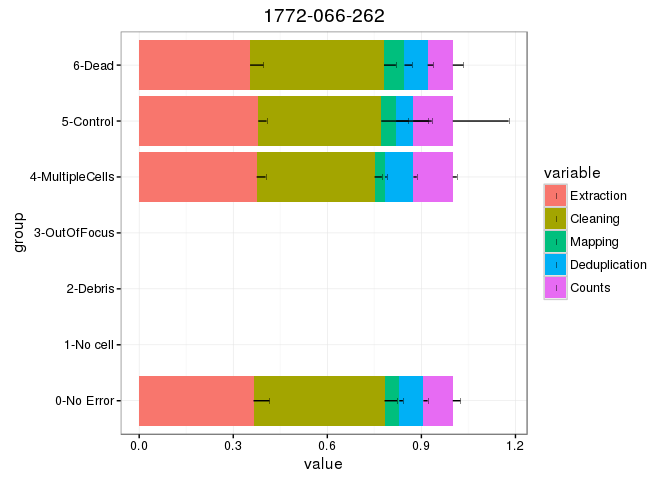 1772-066-262
6-Dead
5-Control
4-MultipleCells
3-OutOfFocus
2-Debris
1-No cell
0-No Error
group
0.0 0.3 0.6 0.9 1.2
value
variable
Extraction
Cleaning
Mapping
Deduplication
Counts